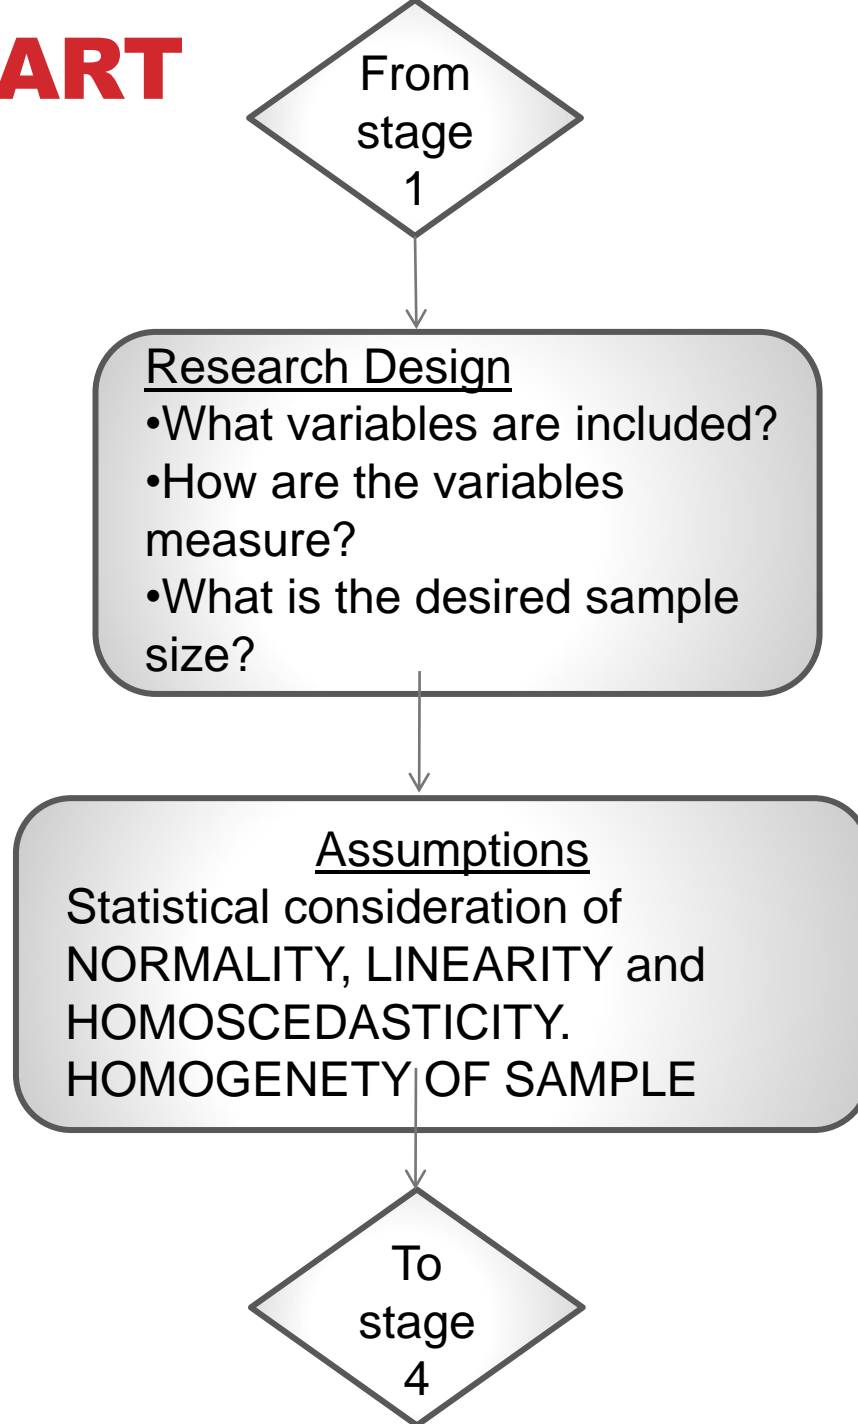 ART
From
stage
1
Research Design
•What variables are included?
•How are the variables
measure?
•What is the desired sample
size?
Assumptions
Statistical consideration of
NORMALITY, LINEARITY and
HOMOSCEDASTICITY.
HOMOGENETY OF SAMPLE
To
stage
4